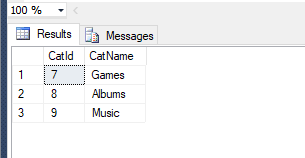 100 %
Results Messages
CatId CatName
1 7 Games
2 8 Albums
3 9 Music